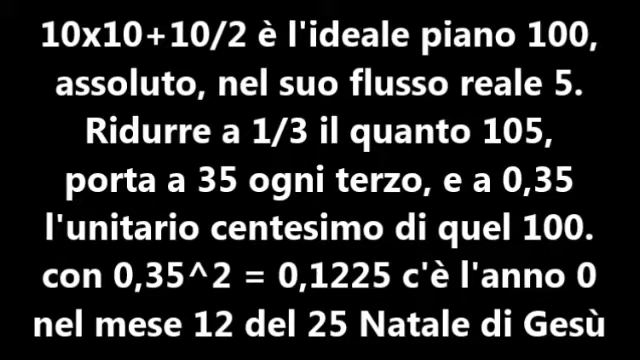 10x10+10/2 è l'ideale piano 100,
assoluto, nel suo flusso reale 5.
Ridurre a 1/3 il quanto 105,
porta a 35 ogni terzo, e a 0,35
l'unitario centesimo di quel 100.
con 0,35^2 = 0,1225 c'è l'anno 0
nel mese 12 del 25 Natale di Gesù